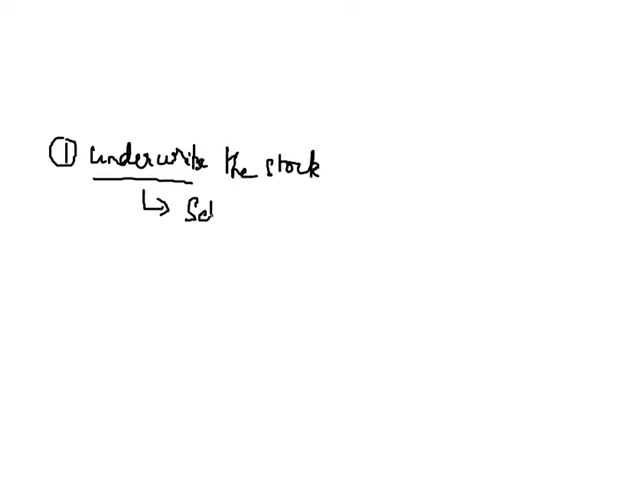 ① underwrite the stock
↳ Sel